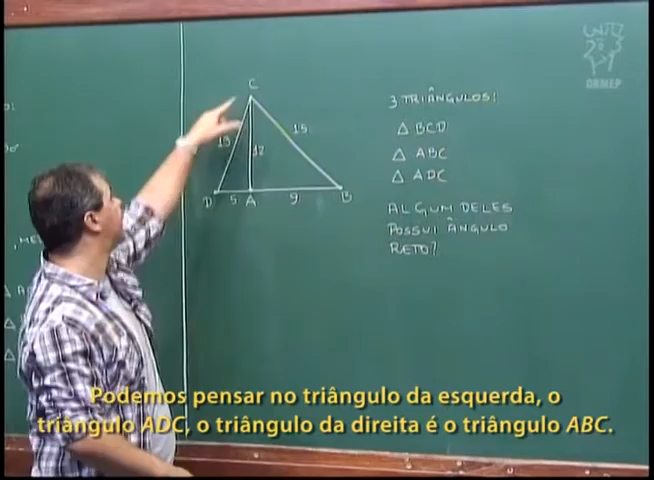 UNITEZ
OBMEP
C
13
12
15
D
5
A
9
B
3 TRIÂNGULOS!
△ BCD
△ ABC
△ ADC
ALGUM DELES
POSSUI ÂNGULO
RETO?
Podemos pensar no triângulo da esquerda, o
triângulo ADC, o triângulo da direita é o triângulo ABC.